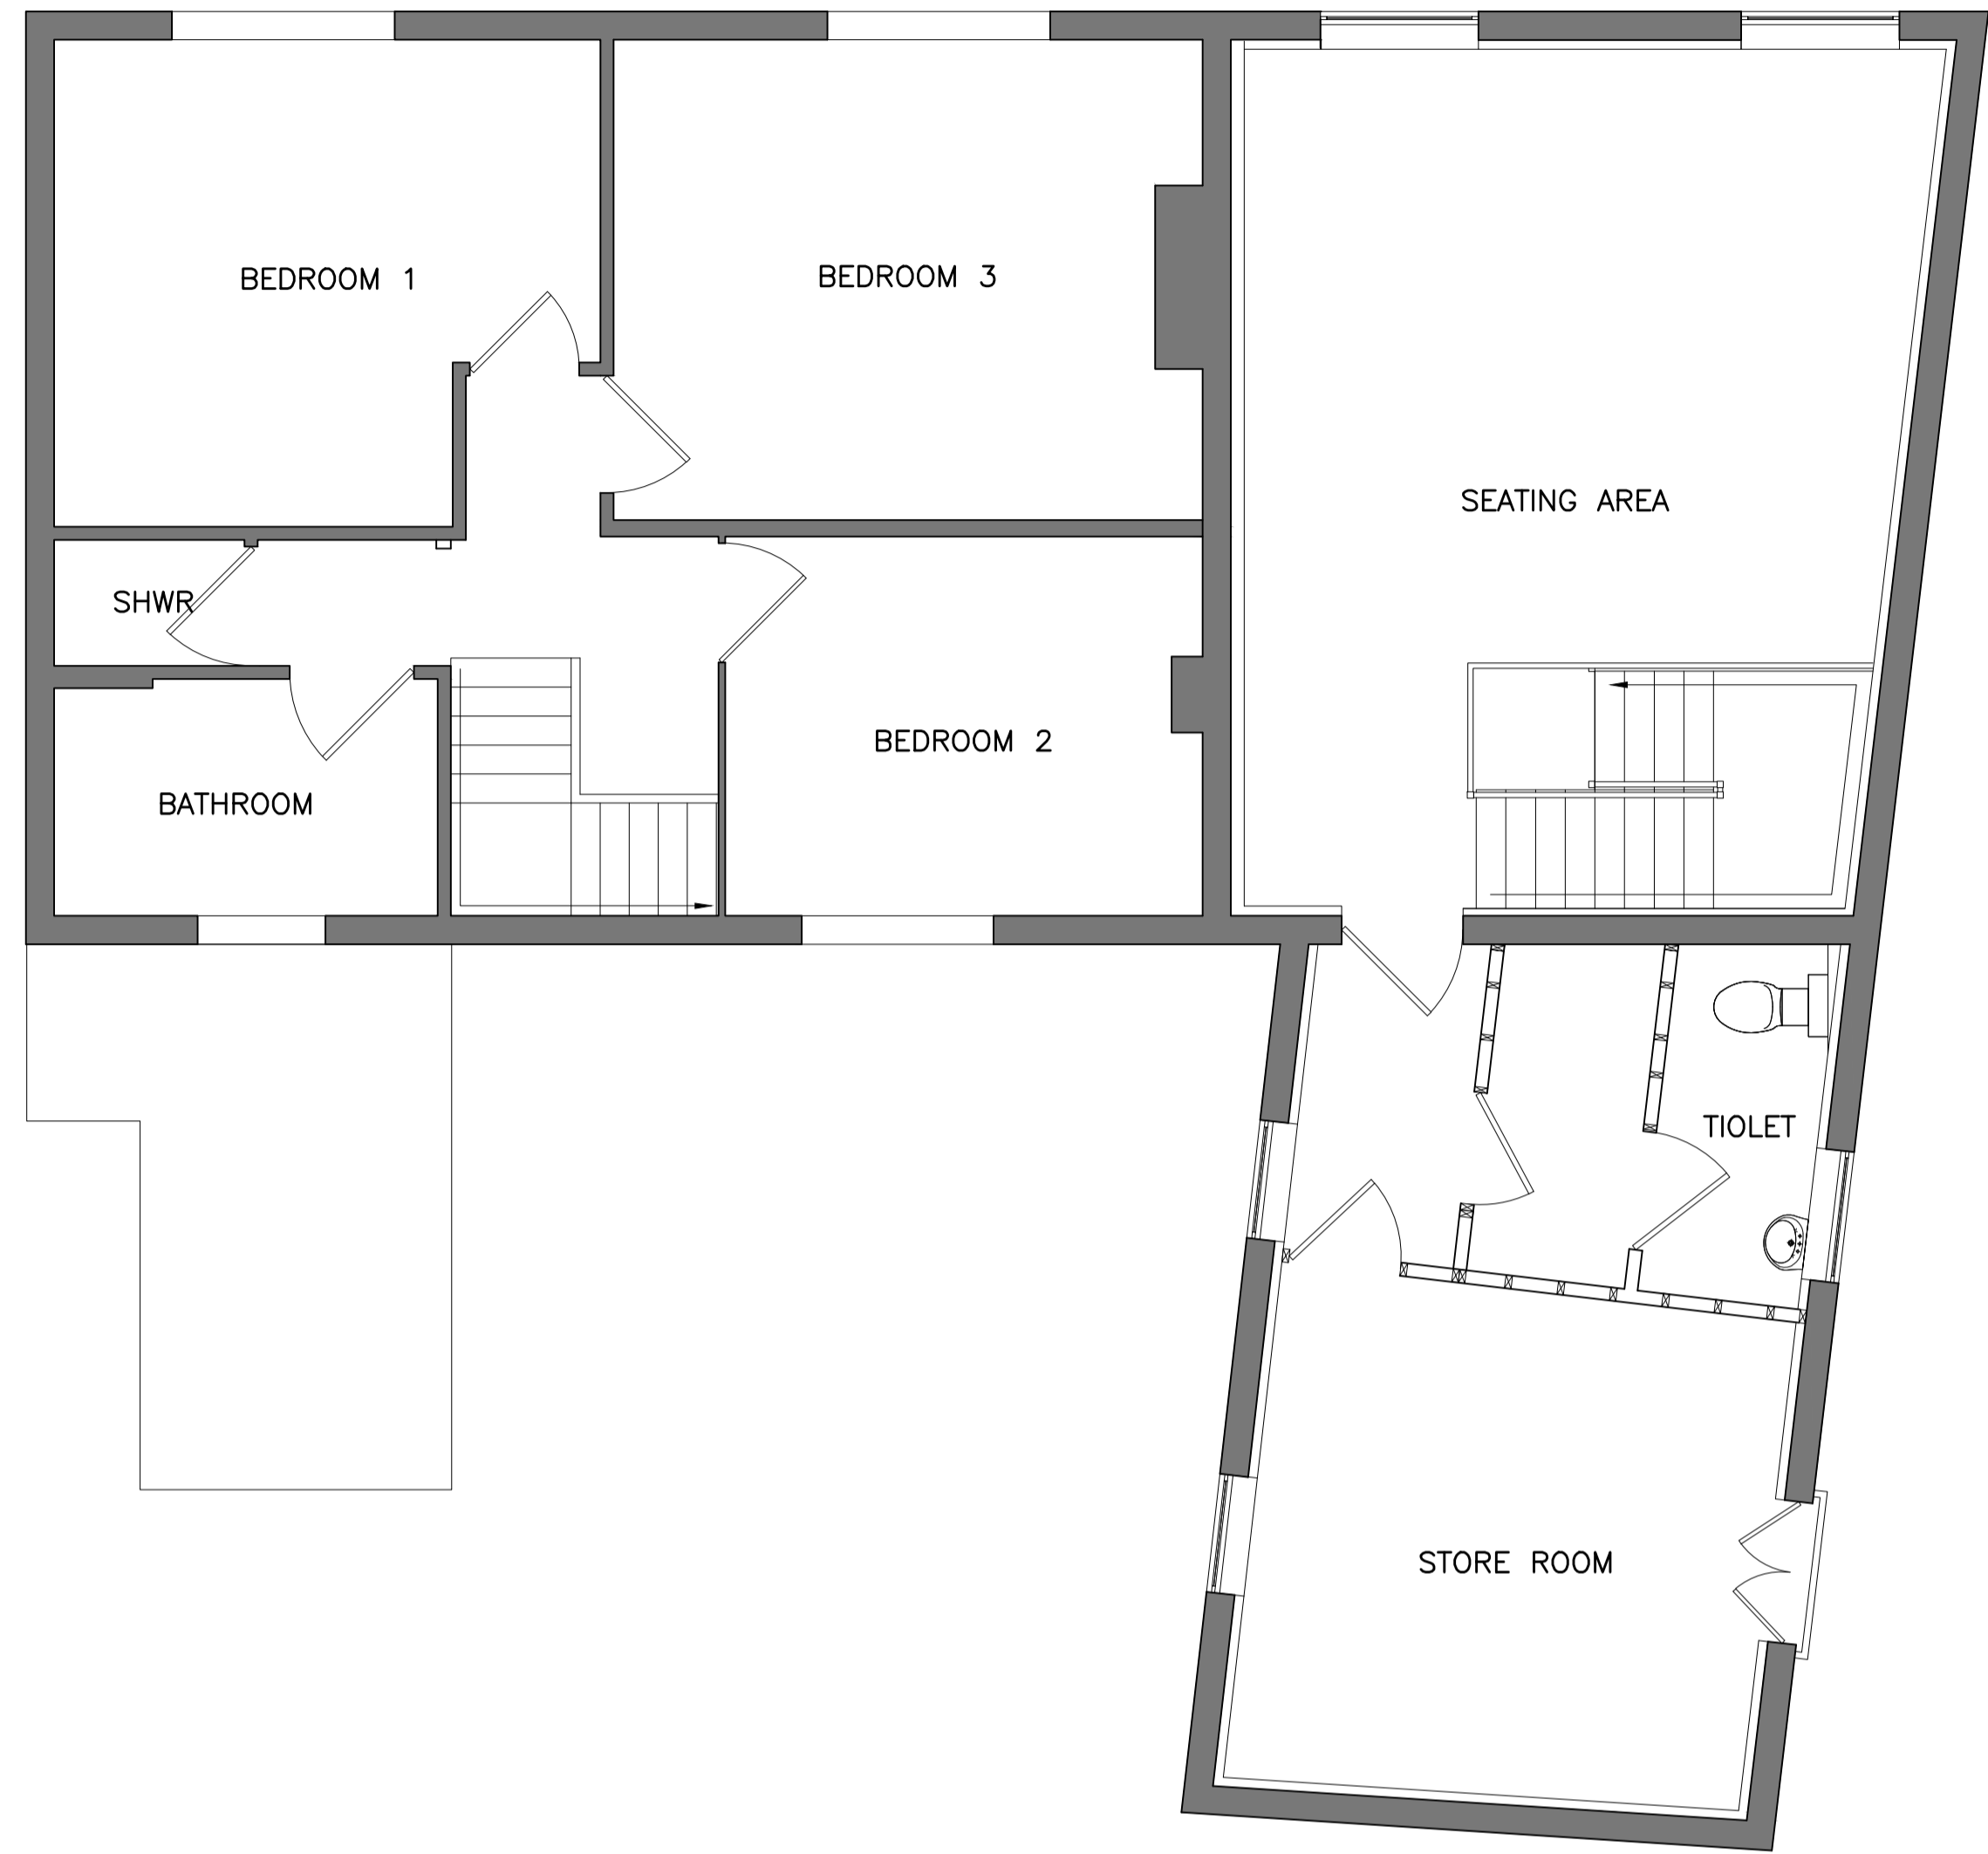 BEDROOM 1
BEDROOM 3
SEATING AREA
SHWR
BEDROOM 2
BATHROOM
TIOLET
STORE ROOM